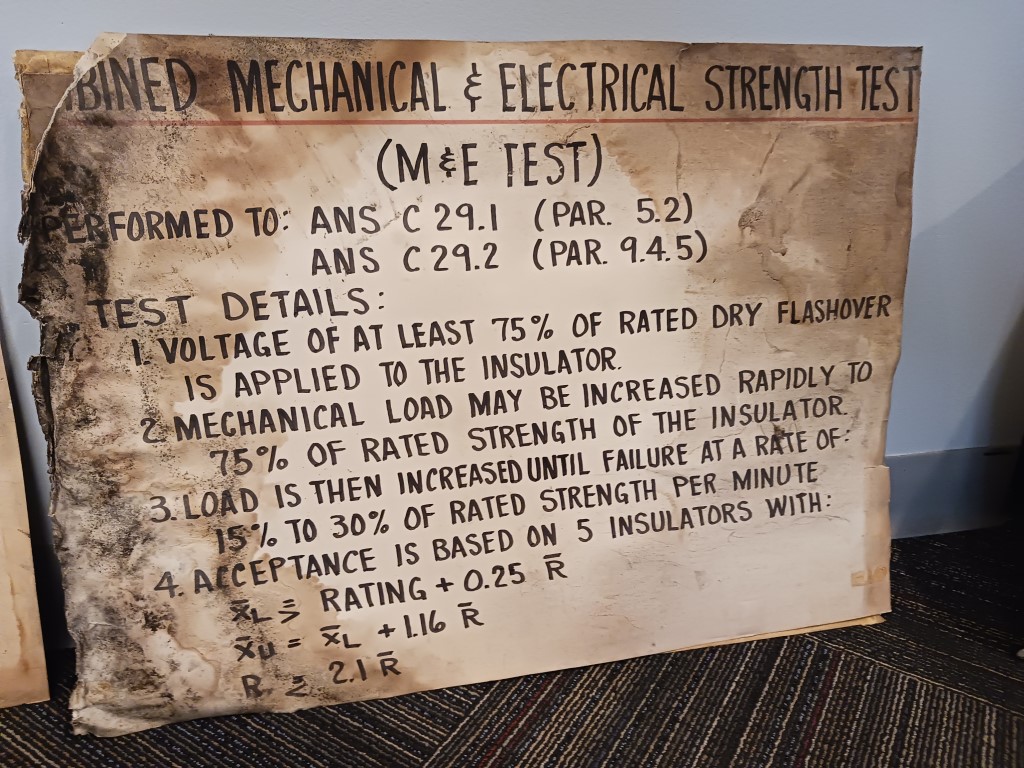 BINED MECHANICAL & ELECTRICAL STRENGTH TEST
(M & E TEST)
PERFORMED TO: ANS C 29.1 (PAR. 5.2)
ANS C 29.2 (PAR. 9.4.5)
TEST DETAILS:
1. VOLTAGE OF AT LEAST 75% OF RATED DRY FLASHOVER
IS APPLIED TO THE INSULATOR.
2. MECHANICAL LOAD MAY BE INCREASED RAPIDLY TO
75% OF RATED STRENGTH OF THE INSULATOR.
3. LOAD IS THEN INCREASED UNTIL FAILURE AT A RATE OF:
15% TO 30% OF RATED STRENGTH PER MINUTE
4. ACCEPTANCE IS BASED ON 5 INSULATORS WITH:
X̄L ≥ RATING + 0.25 R̄
X̄U = X̄L + 1.16 R̄
R ≤ 2.1 R̄